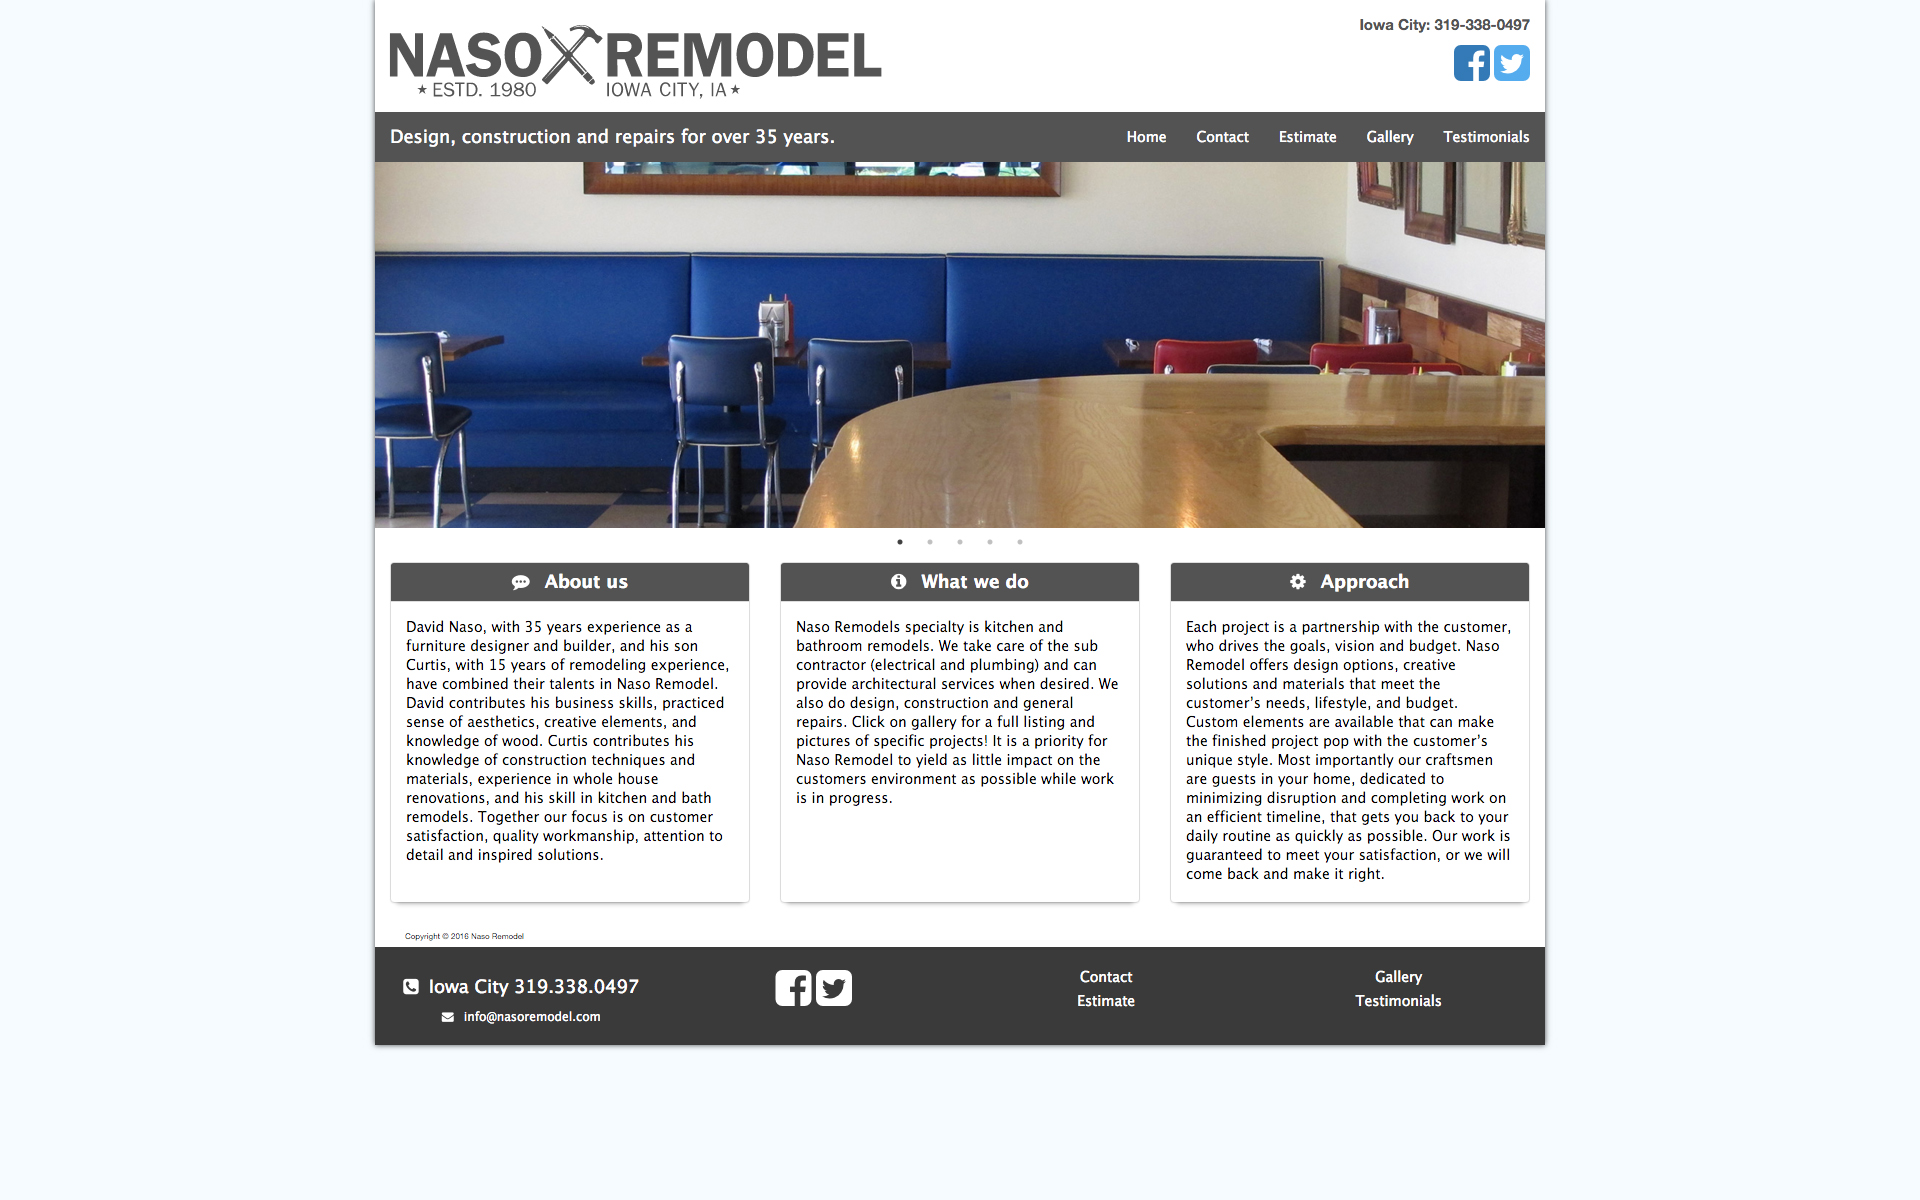 NASO REMODEL
ESTD. 1980 IOWA CITY, IA
Iowa City: 319-338-0497
Design, construction and repairs for over 35 years.
Home Contact Estimate Gallery Testimonials
About us
David Naso, with 35 years experience as a
furniture designer and builder, and his son
Curtis, with 15 years of remodeling experience,
have combined their talents in Naso Remodel.
David contributes his business skills, practiced
sense of aesthetics, creative elements, and
knowledge of wood. Curtis contributes his
knowledge of construction techniques and
materials, experience in whole house
renovations, and his skill in kitchen and bath
remodels. Together our focus is on customer
satisfaction, quality workmanship, attention to
detail and inspired solutions.
What we do
Naso Remodels specialty is kitchen and
bathroom remodels. We take care of the sub
contractor (electrical and plumbing) and can
provide architectural services when desired. We
also do design, construction and general
repairs. Click on gallery for a full listing and
pictures of specific projects! It is a priority for
Naso Remodel to yield as little impact on the
customers environment as possible while work
is in progress.
Approach
Each project is a partnership with the customer,
who drives the goals, vision and budget. Naso
Remodel offers design options, creative
solutions and materials that meet the
customer’s needs, lifestyle, and budget.
Custom elements are available that can make
the finished project pop with the customer’s
unique style. Most importantly our craftsmen
are guests in your home, dedicated to
minimizing disruption and completing work on
an efficient timeline, that gets you back to your
daily routine as quickly as possible. Our work is
guaranteed to meet your satisfaction, or we will
come back and make it right.
Copyright © 2016 Naso Remodel
Iowa City 319.338.0497
info@nasoremodel.com
Contact
Estimate
Gallery
Testimonials